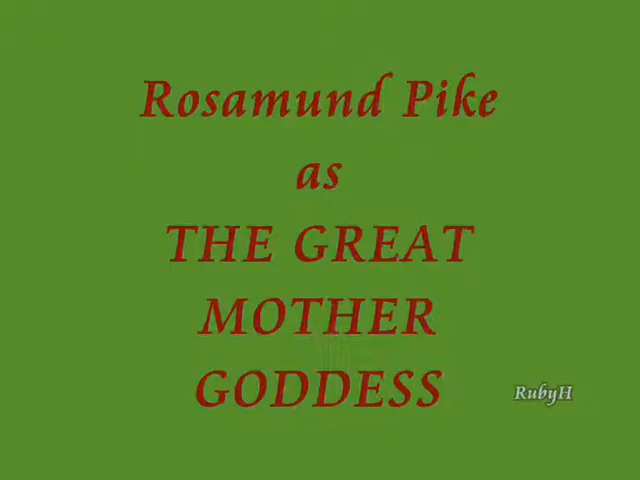 Rosamund Pike
as
THE GREAT
MOTHER
GODDESS
RubyH